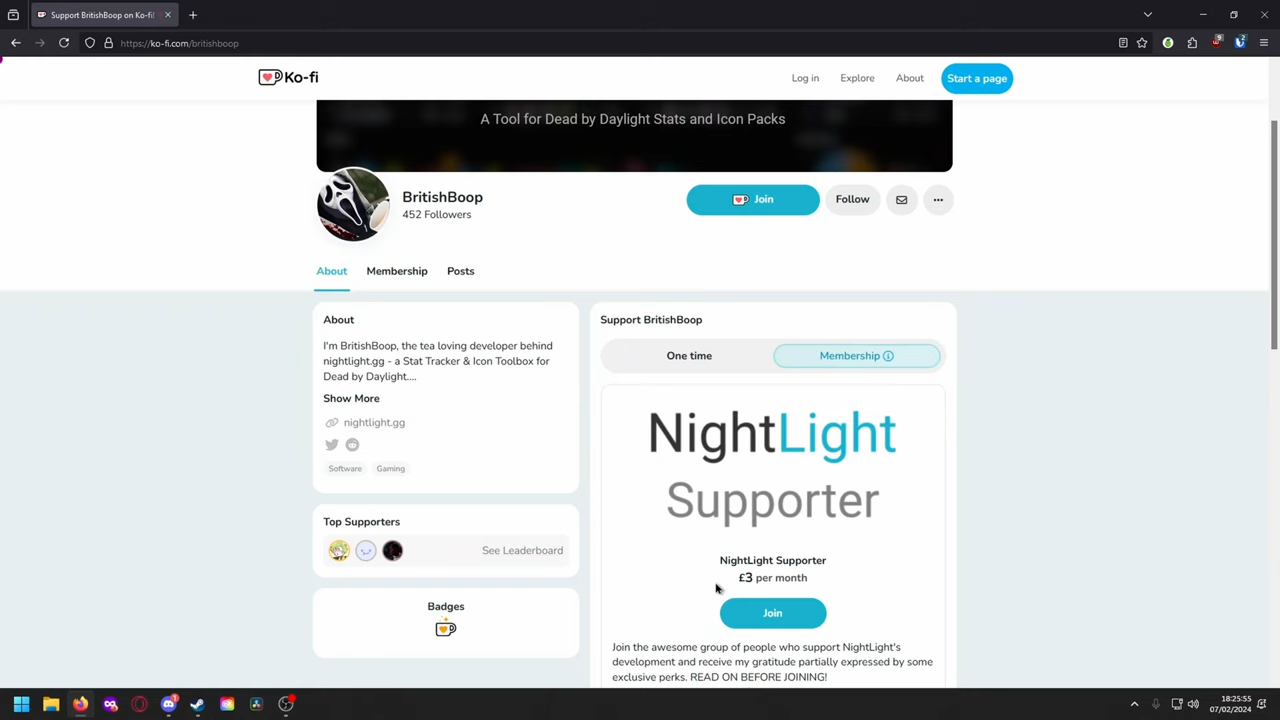 Support BritishBoop on Ko-fi!
https://ko-fi.com/britishboop
Ko-fi
Log in
Explore
About
Start a page
A Tool for Dead by Daylight Stats and Icon Packs
BritishBoop
452 Followers
Join
Follow
About
Membership
Posts
About
I'm BritishBoop, the tea loving developer behind
nightlight.gg - a Stat Tracker & Icon Toolbox for
Dead by Daylight....
Show More
nightlight.gg
Software
Gaming
Top Supporters
See Leaderboard
Badges
Support BritishBoop
One time
Membership
NightLight
Supporter
NightLight Supporter
£3 per month
Join
Join the awesome group of people who support NightLight's
development and receive my gratitude partially expressed by some
exclusive perks. READ ON BEFORE JOINING!
18:25:55
07/02/2024